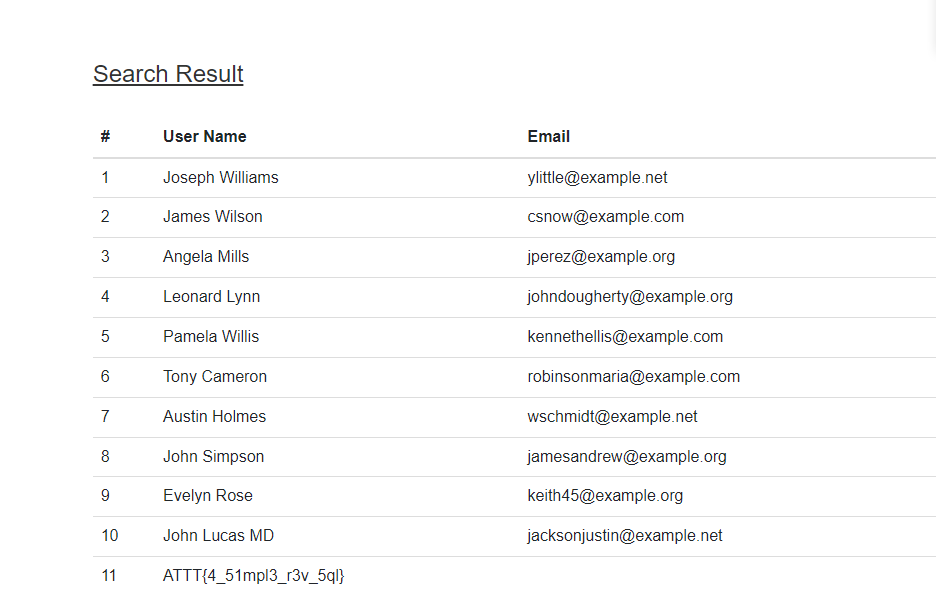 Search Result
# User Name Email
1 Joseph Williams ylittle@example.net
2 James Wilson csnow@example.com
3 Angela Mills jperez@example.org
4 Leonard Lynn johndougherty@example.org
5 Pamela Willis kennethellis@example.com
6 Tony Cameron robinsonmaria@example.com
7 Austin Holmes wschmidt@example.net
8 John Simpson jamesandrew@example.org
9 Evelyn Rose keith45@example.org
10 John Lucas MD jacksonjustin@example.net
11 ATTT{4_51mpl3_r3v_5ql}